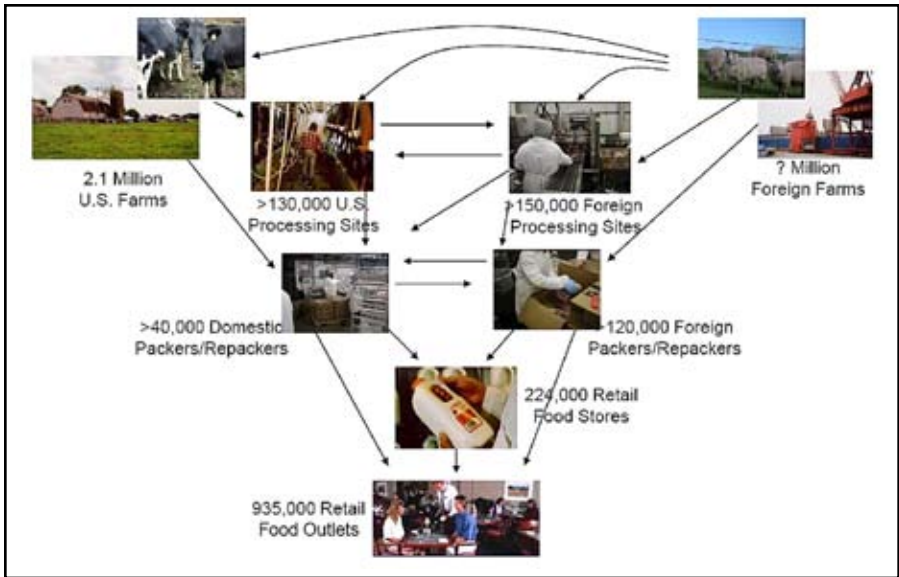 2.1 Million
U.S. Farms
? Million
Foreign Farms
>130,000 U.S.
Processing Sites
>150,000 Foreign
Processing Sites
>40,000 Domestic
Packers/Repackers
>120,000 Foreign
Packers/Repackers
224,000 Retail
Food Stores
935,000 Retail
Food Outlets